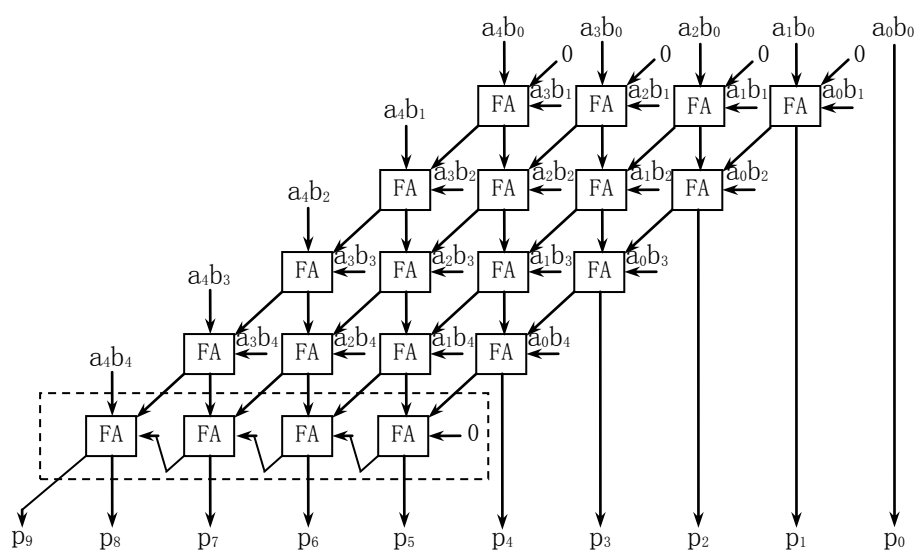 a₄b₀ a₃b₀ a₂b₀ a₁b₀ a₀b₀
0 0 0 0
FA a₃b₁ FA a₂b₁ FA a₁b₁ FA a₀b₁
a₄b₁
FA a₃b₂ FA a₂b₂ FA a₁b₂ FA a₀b₂
a₄b₂
FA a₃b₃ FA a₂b₃ FA a₁b₃ FA a₀b₃
a₄b₃
FA a₃b₄ FA a₂b₄ FA a₁b₄ FA a₀b₄
a₄b₄
FA FA FA FA 0
p₉ p₈ p₇ p₆ p₅ p₄ p₃ p₂ p₁ p₀